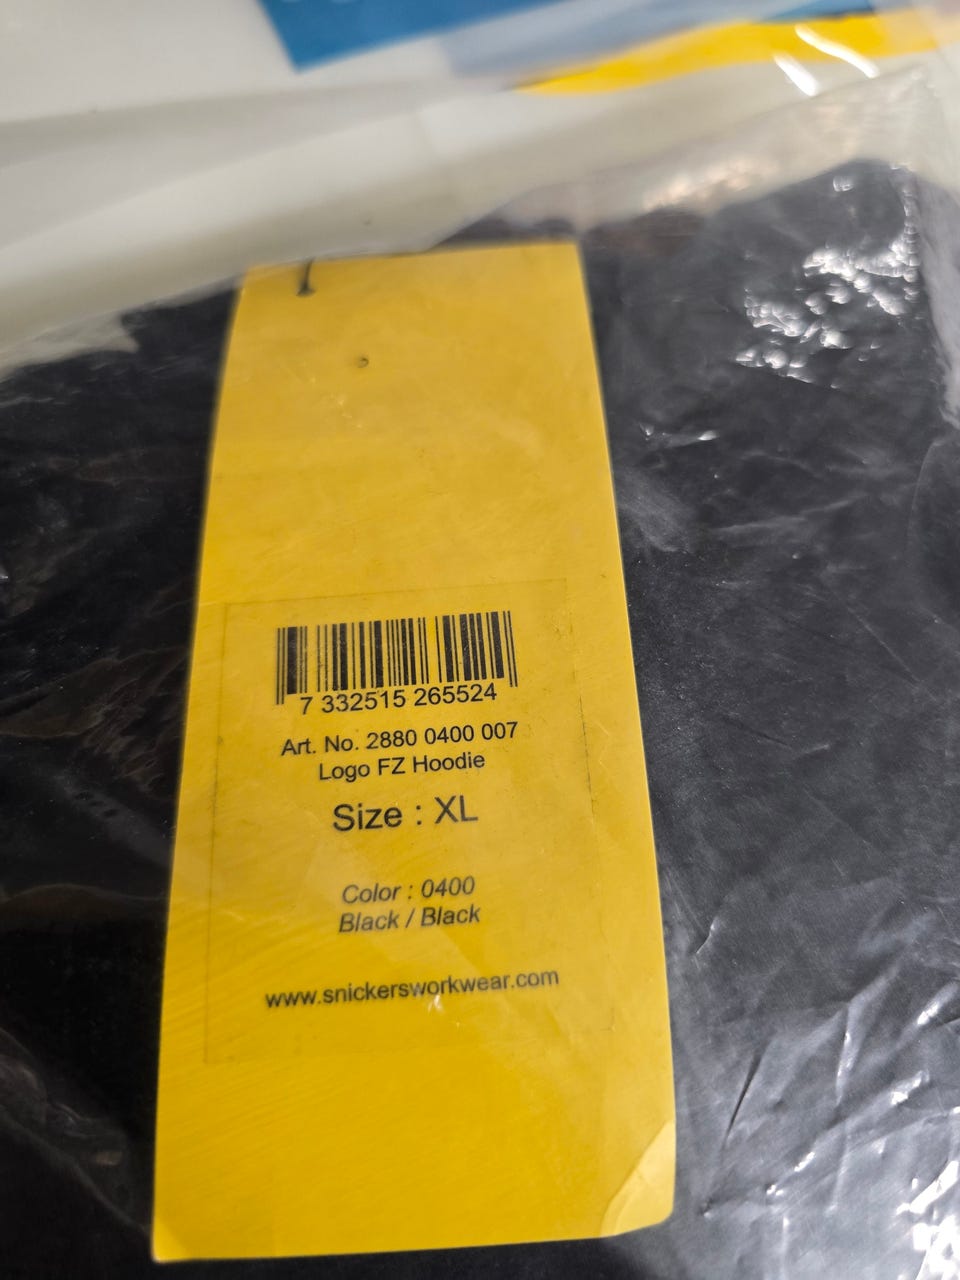 7 332515 265524
Art. No. 2880 0400 007
Logo FZ Hoodie
Size : XL
Color : 0400
Black / Black
www.snickersworkwear.com